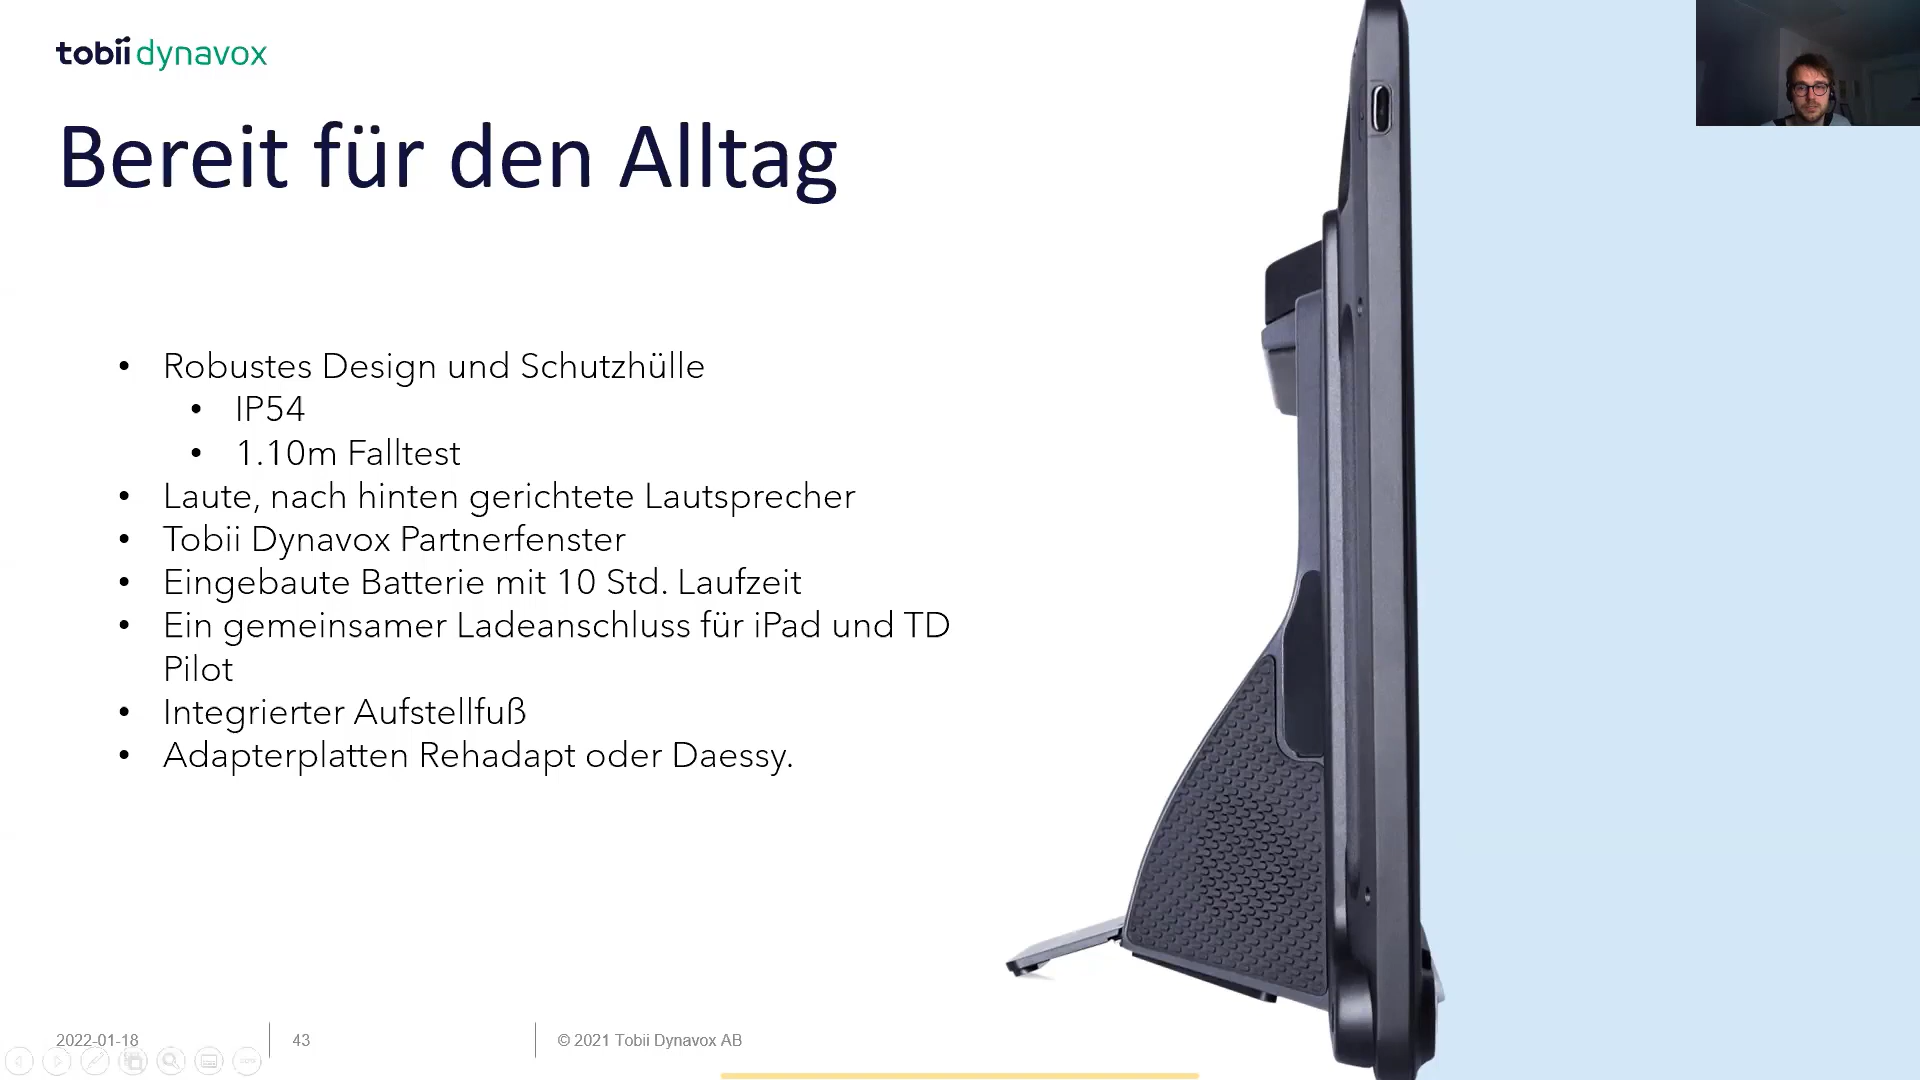 tobii dynavox
Bereit für den Alltag
• Robustes Design und Schutzhülle
• IP54
• 1.10m Falltest
• Laute, nach hinten gerichtete Lautsprecher
• Tobii Dynavox Partnerfenster
• Eingebaute Batterie mit 10 Std. Laufzeit
• Ein gemeinsamer Ladeanschluss für iPad und TD
Pilot
• Integrierter Aufstellfuß
• Adapterplatten Rehadapt oder Daessy.
2022-01-18
43
© 2021 Tobii Dynavox AB